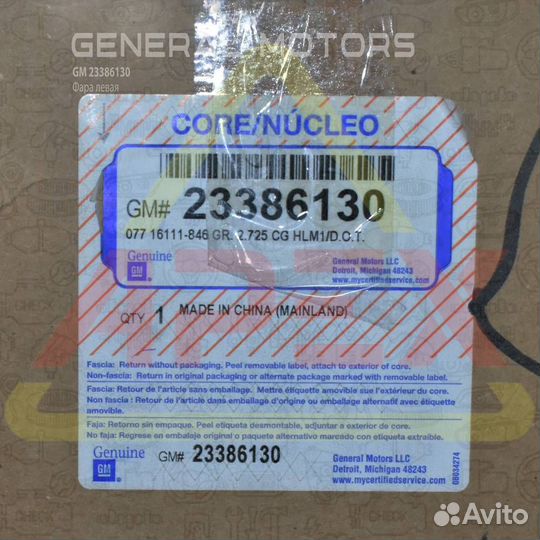 GENERAL MOTORS
GM 23386130
Фара левая
CORE/NÚCLEO
GM# 23386130
077 16111-846 GR. 2.725 CG HLM1/D.C.T.
Genuine
GM
General Motors LLC
Detroit, Michigan 48243
www.mycertifiedservice.com
QTY 1 MADE IN CHINA (MAINLAND)
Fascia: Return without packaging. Peel removable label, attach to exterior of core.
Non-fascia: Return in original packaging or alternate package marked with removable label.
Fascia : Retour de l'article sans emballage. Mettre étiquette amovible sue l'extérieur du core.
Non fascia : Retour de l'article dans l'emballage d'origine ou emballage alternatif avec étiquette
amovible.
Faja: Retorno sin empaque. Peel etiqueta desmontable, adjuntar a exterior de core.
No faja: Regrese en embalaje original o paquete alternativo marcado con etiqueta extraíble.
Genuine
GM
GM# 23386130
General Motors LLC
Detroit, Michigan 48243
www.mycertifiedservice.com
08034274
Avito